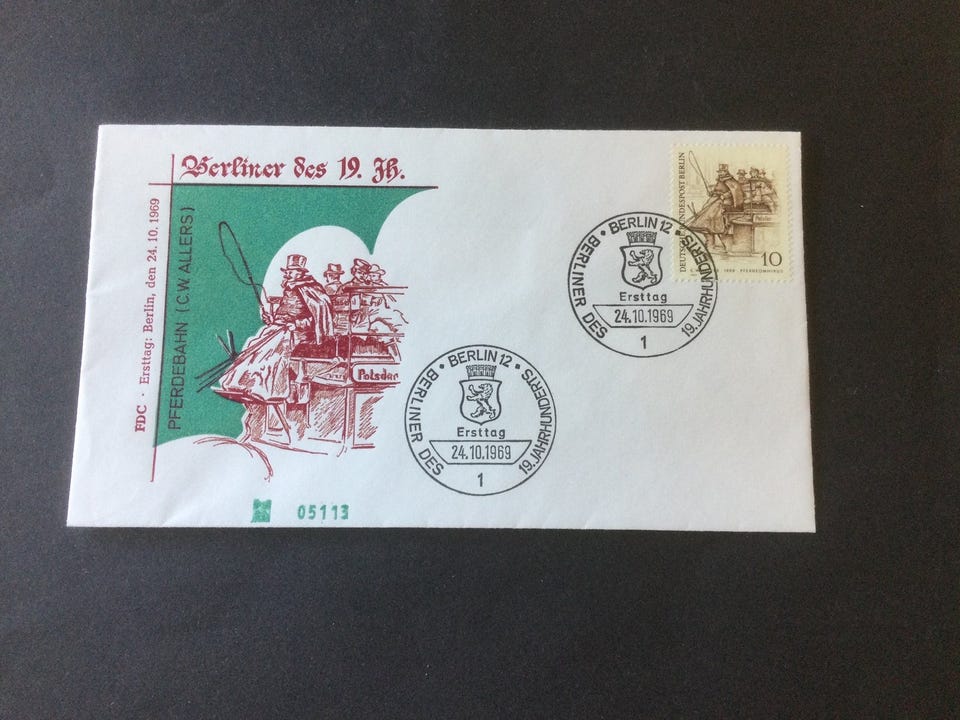 Berliner des 19. Jh.
FDC · Ersttag: Berlin, den 24.10.1969
PFERDEBAHN (C.W. ALLERS)
Potsdar
05113
BERLINER DES · BERLIN 12 · 19. JAHRHUNDERTS
Ersttag
24.10.1969
1
BERLINER DES · BERLIN 12 · 19. JAHRHUNDERTS
Ersttag
24.10.1969
1
DEUTSCHE BUNDESPOST BERLIN
10
PFERDEOMNIBUS